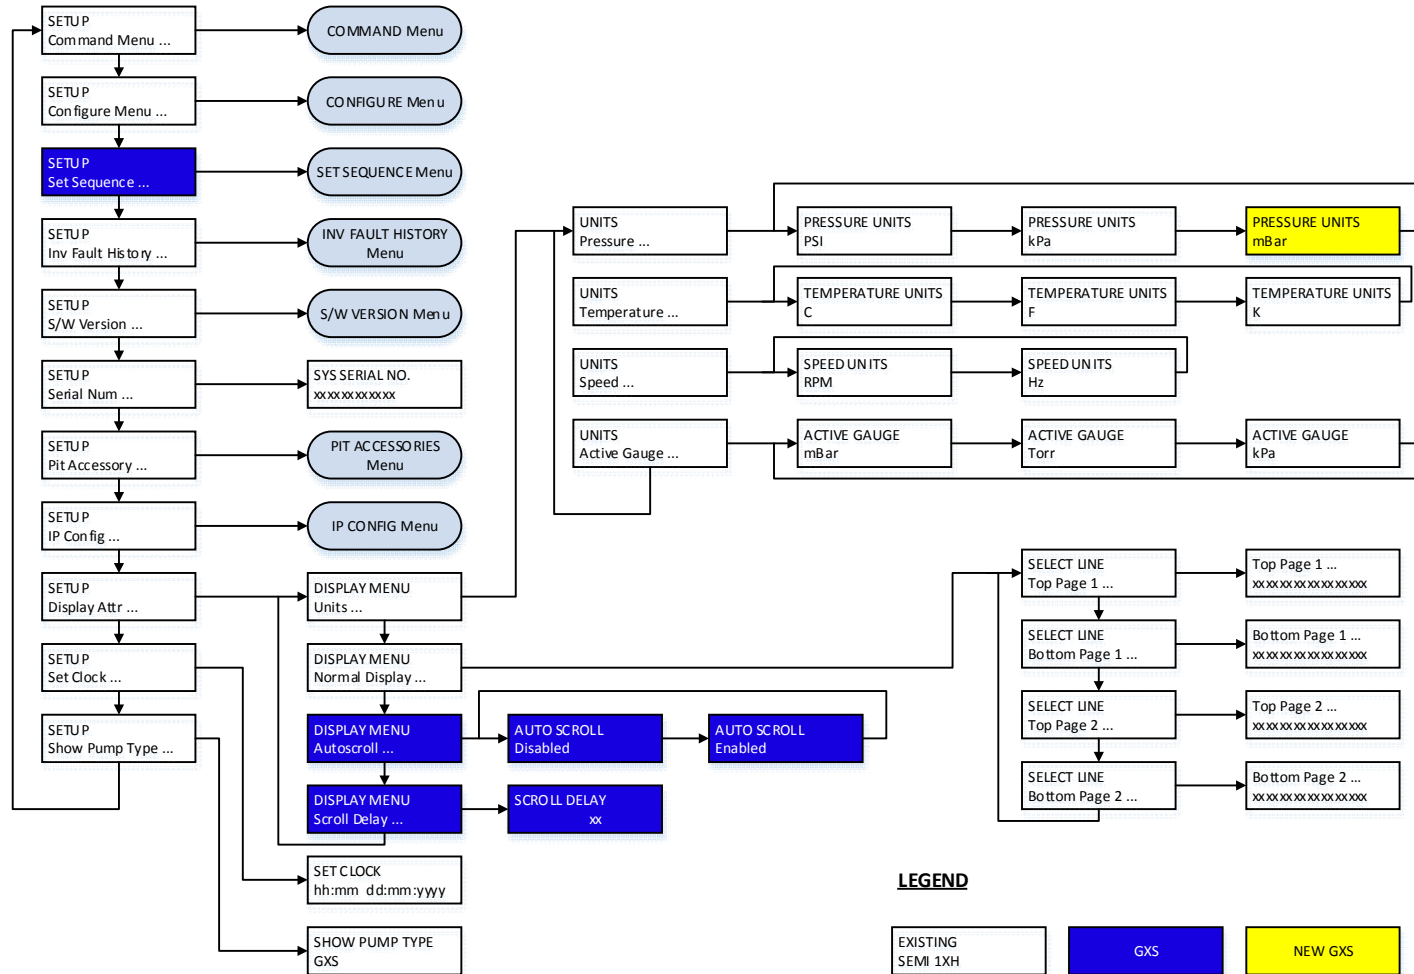 SETUP
Command Menu ...
COMMAND Menu
SETUP
Configure Menu ...
CONFIGURE Menu
SETUP
Set Sequence ...
SET SEQUENCE Menu
SETUP
Inv Fault History ...
INV FAULT HISTORY
Menu
SETUP
S/W Version ...
S/W VERSION Menu
SETUP
Serial Num ...
SYS SERIAL NO.
xxxxxxxxxxxx
SETUP
Pit Accessory ...
PIT ACCESSORIES
Menu
SETUP
IP Config ...
IP CONFIG Menu
SETUP
Display Attr ...
SETUP
Set Clock ...
SETUP
Show Pump Type ...
DISPLAY MENU
Units ...
DISPLAY MENU
Normal Display ...
DISPLAY MENU
Autoscroll ...
AUTO SCROLL
Disabled
AUTO SCROLL
Enabled
DISPLAY MENU
Scroll Delay ...
SCROLL DELAY
xx
SET CLOCK
hh:mm dd:mm:yyyy
SHOW PUMP TYPE
GXS
UNITS
Pressure ...
PRESSURE UNITS
PSI
PRESSURE UNITS
kPa
PRESSURE UNITS
mBar
UNITS
Temperature ...
TEMPERATURE UNITS
C
TEMPERATURE UNITS
F
TEMPERATURE UNITS
K
UNITS
Speed ...
SPEED UNITS
RPM
SPEED UNITS
Hz
UNITS
Active Gauge ...
ACTIVE GAUGE
mBar
ACTIVE GAUGE
Torr
ACTIVE GAUGE
kPa
SELECT LINE
Top Page 1 ...
Top Page 1 ...
xxxxxxxxxxxxxxxxx
SELECT LINE
Bottom Page 1 ...
Bottom Page 1 ...
xxxxxxxxxxxxxxxxx
SELECT LINE
Top Page 2 ...
Top Page 2 ...
xxxxxxxxxxxxxxxxx
SELECT LINE
Bottom Page 2 ...
Bottom Page 2 ...
xxxxxxxxxxxxxxxxx
LEGEND
EXISTING
SEMI 1XH
GXS
NEW GXS